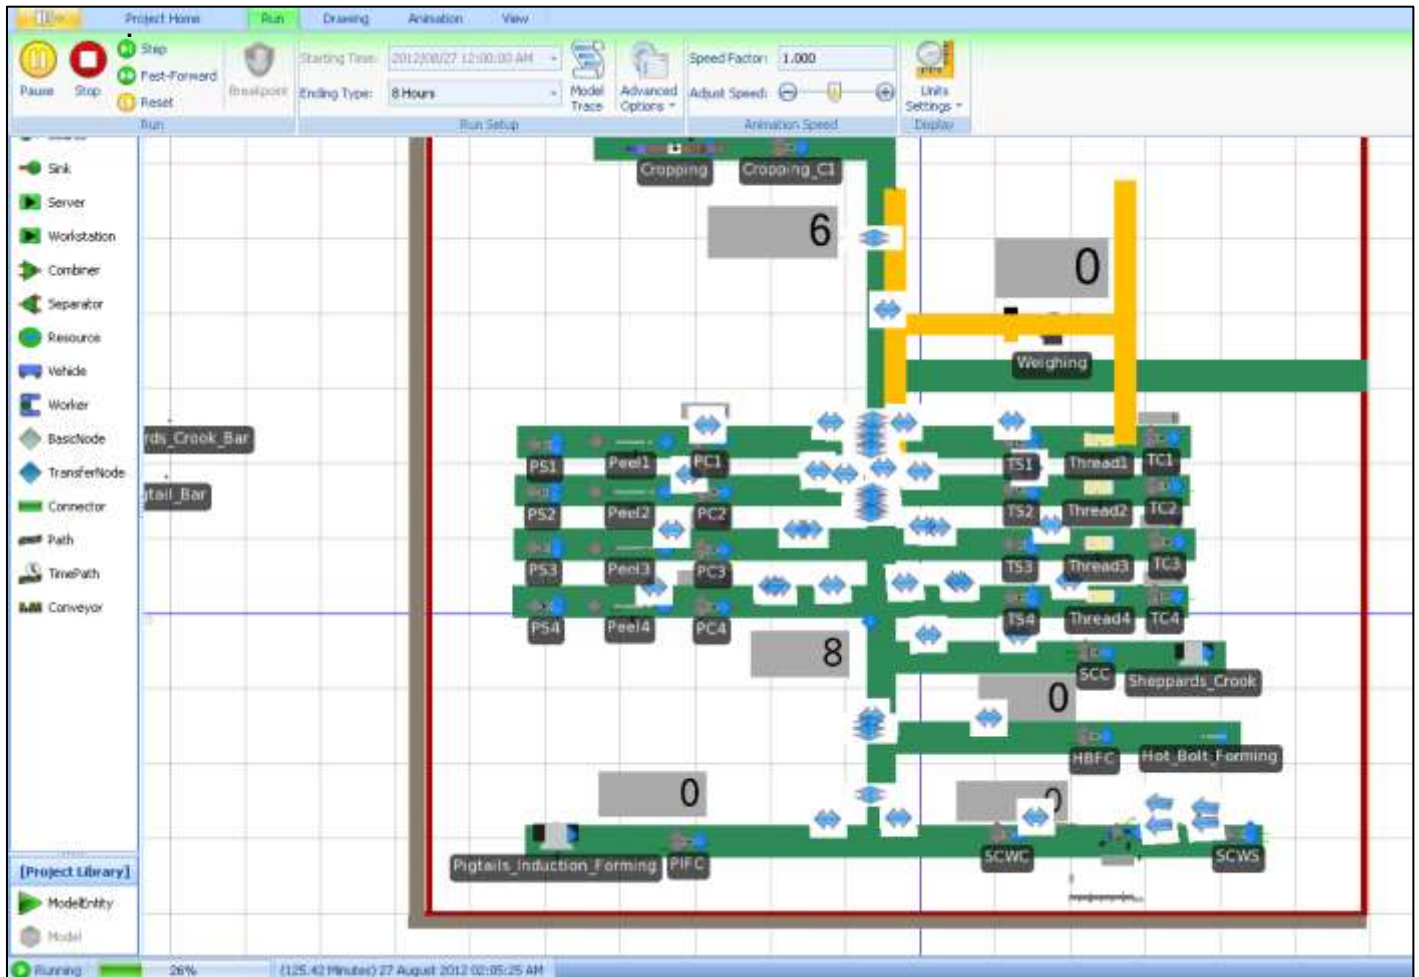 Project Home Run Drawing Animation View
Pause
Stop
Step
Fast-Forward
Reset
Run
Breakpoint
Starting Time: 2012/08/27 12:00:00 AM
Ending Type: 8 Hours
Model Trace
Advanced Options
Run Setup
Speed Factor: 1.000
Adjust Speed:
Animation Speed
Units Settings
Display
Sink
Server
Workstation
Combiner
Separator
Resource
Vehicle
Worker
BasicNode
TransferNode
Connector
Path
TimePath
Conveyor
[Project Library]
ModelEntity
Model
Cropping Cropping_C1
6
0
Weighing
rds_Crook_Bar
tail_Bar
PS1 Peel1 PC1 TS1 Thread1 TC1
PS2 Peel2 PC2 TS2 Thread2 TC2
PS3 Peel3 PC3 TS3 Thread3 TC3
PS4 Peel4 PC4 TS4 Thread4 TC4
8
SCC Sheppards_Crook
0
HBFC Hot_Bolt_Forming
0
0
Pigtails_Induction_Forming PIFC SCWC SCWS
Running 26% (125.42 Minutes) 27 August 2012 02:05:25 AM